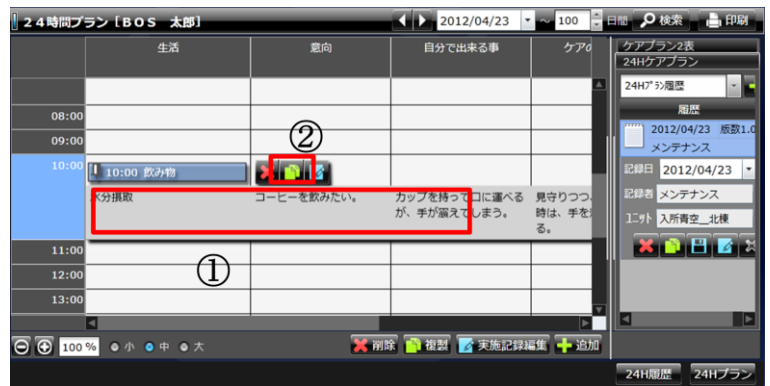 24時間プラン [BOS 太郎]
2012/04/23 ~ 100 日間 検索 印刷
生活 意向 自分で出来る事 ケアの
08:00
09:00
②
10:00 10:00 飲み物
水分摂取 コーヒーを飲みたい。 カップを持って口に運べる 見守りつつ、
が、手が震えてしまう。 時は、手を
る。
11:00
①
12:00
13:00
100 % 小 中 大 削除 複製 実施記録編集 追加
ケアプラン2表
24Hケアプラン
24Hプラン履歴
履歴
2012/04/23 版数1.0
メンテナンス
記録日 2012/04/23
記録者 メンテナンス
ユニット 入所青空__北棟
24H履歴 24Hプラン